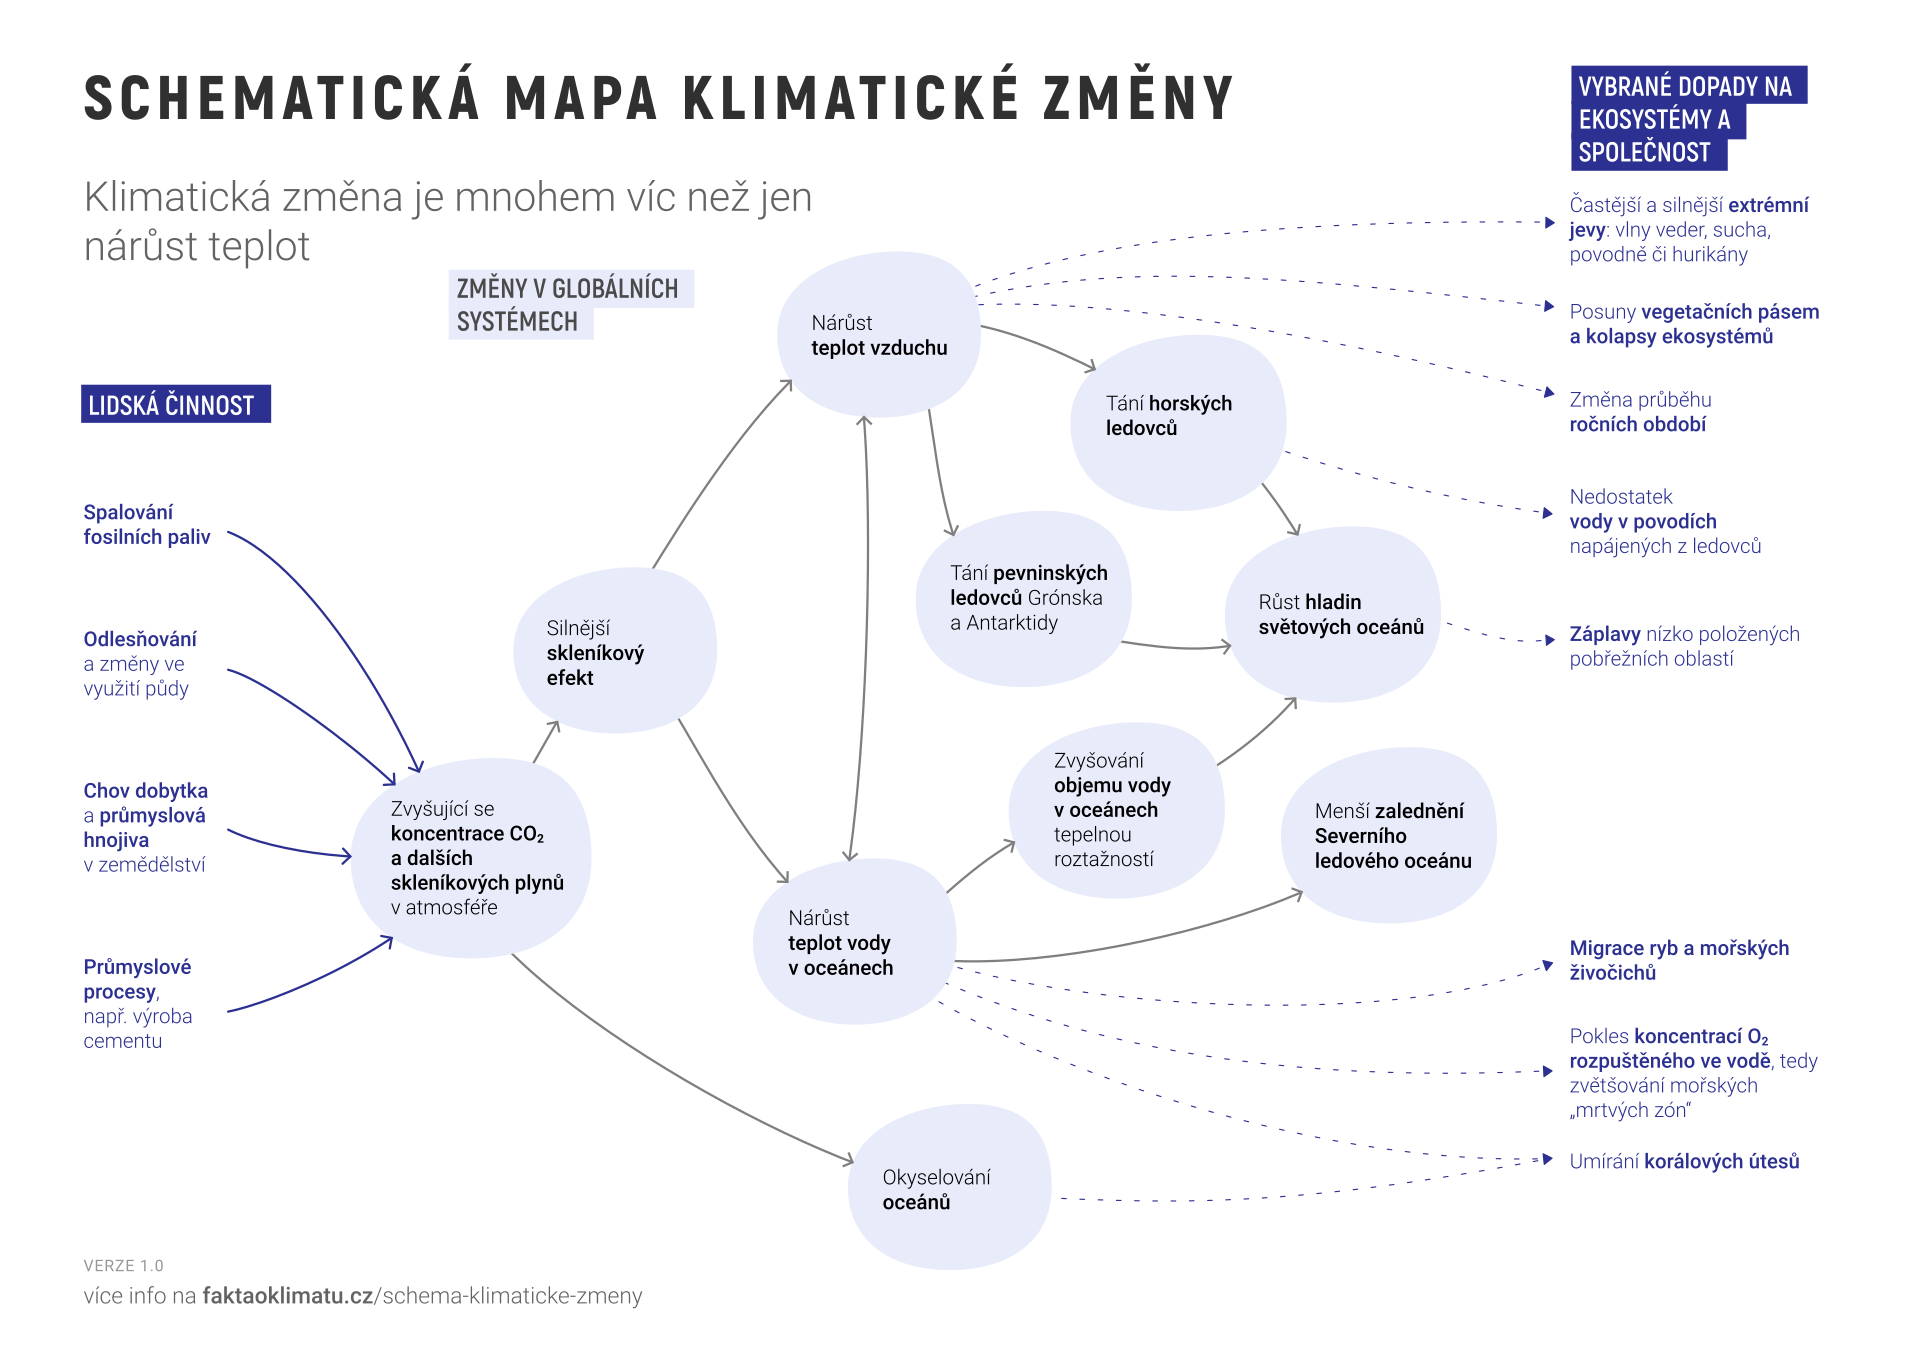 SCHEMATICKÁ MAPA KLIMATICKÉ ZMĚNY
Klimatická změna je mnohem víc než jen
nárůst teplot
LIDSKÁ ČINNOST
Spalování
fosilních paliv
Odlesňování
a změny ve
využití půdy
Chov dobytka
a průmyslová
hnojiva
v zemědělství
Průmyslové
procesy,
např. výroba
cementu
ZMĚNY V GLOBÁLNÍCH
SYSTÉMECH
Zvyšující se
koncentrace CO₂
a dalších
skleníkových plynů
v atmosféře
Silnější
skleníkový
efekt
Nárůst
teplot vzduchu
Tání horských
ledovců
Tání pevninských
ledovců Grónska
a Antarktidy
Růst hladin
světových oceánů
Zvyšování
objemu vody
v oceánech
tepelnou
roztažností
Menší zalednění
Severního
ledového oceánu
Nárůst
teplot vody
v oceánech
Okyselování
oceánů
VYBRANÉ DOPADY NA
EKOSYSTÉMY A
SPOLEČNOST
Častější a silnější extrémní
jevy: vlny veder, sucha,
povodně či hurikány
Posuny vegetačních pásem
a kolapsy ekosystémů
Změna průběhu
ročních období
Nedostatek
vody v povodích
napájených z ledovců
Záplavy nízko položených
pobřežních oblastí
Migrace ryb a mořských
živočichů
Pokles koncentrací O₂
rozpuštěného ve vodě, tedy
zvětšování mořských
„mrtvých zón“
Umírání korálových útesů
VERZE 1.0
více info na faktaoklimatu.cz/schema-klimaticke-zmeny